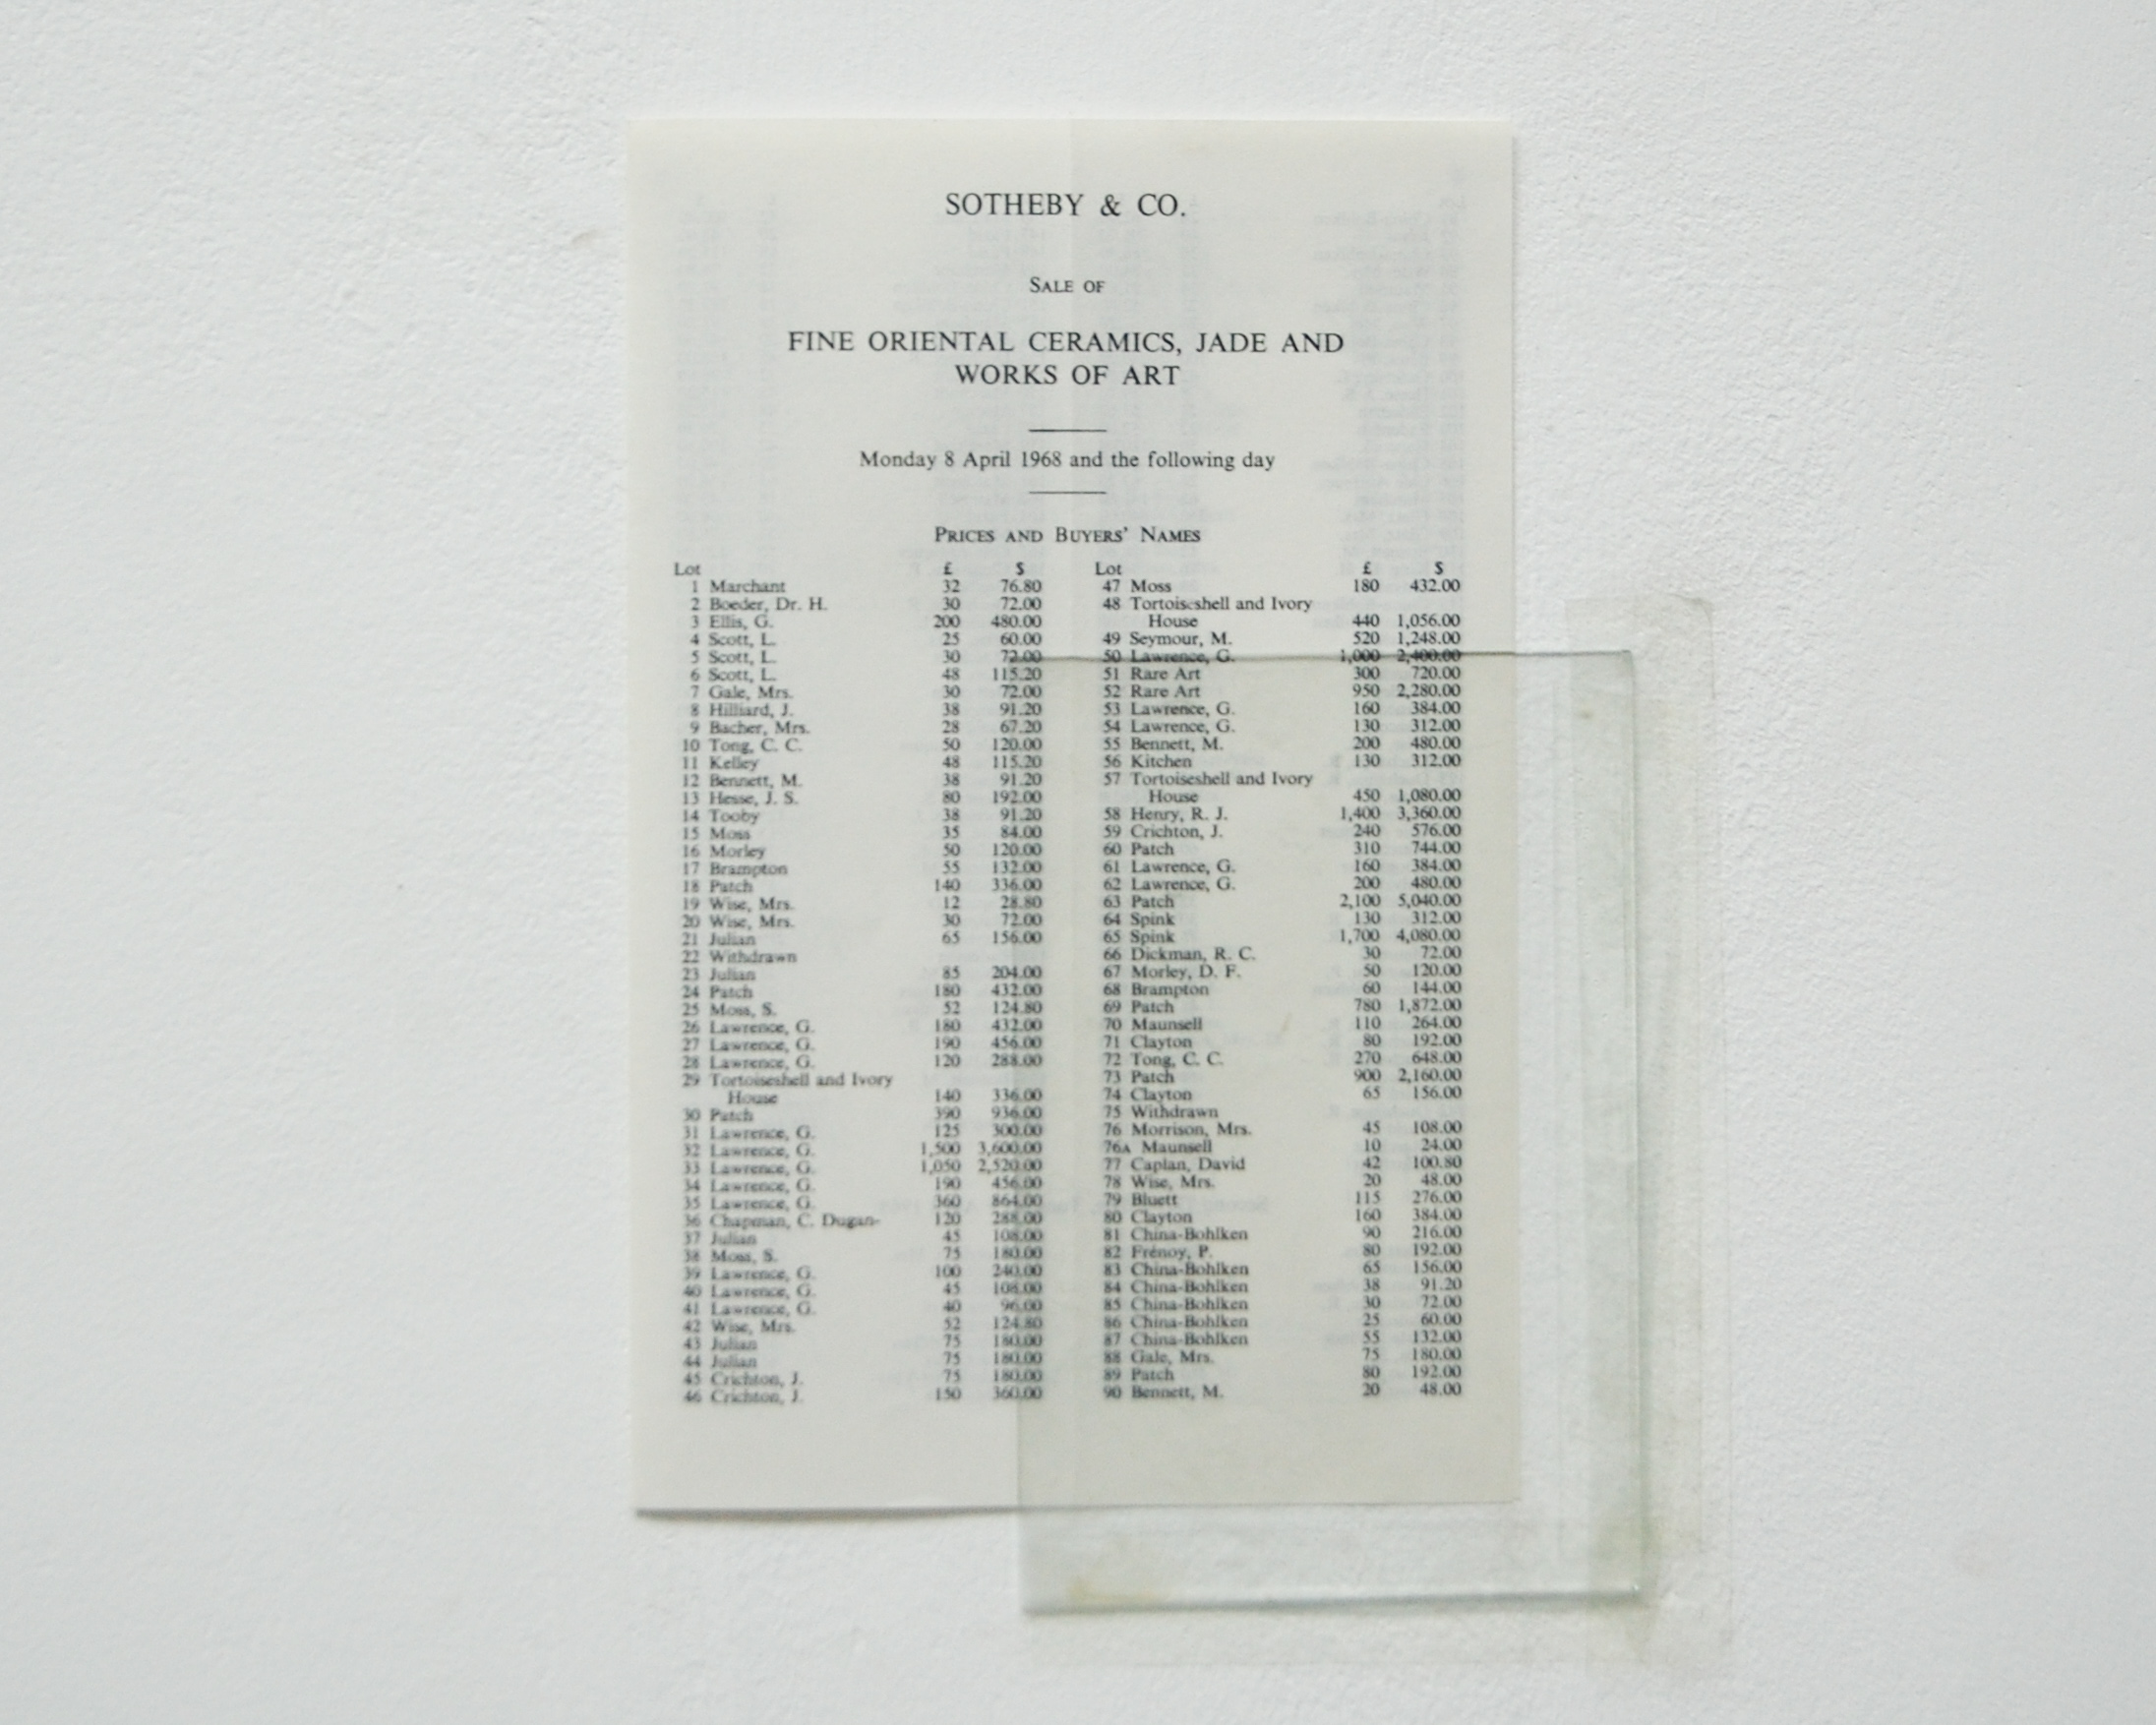 SOTHEBY & CO.
SALE OF
FINE ORIENTAL CERAMICS, JADE AND
WORKS OF ART
Monday 8 April 1968 and the following day
PRICES AND BUYERS' NAMES
Lot £ $
1 Marchant 32 76.80
2 Boeder, Dr. H. 30 72.00
3 Ellis, G. 200 480.00
4 Scott, L. 25 60.00
5 Scott, L. 30 72.00
6 Scott, L. 48 115.20
7 Gale, Mrs. 30 72.00
8 Hilliard, J. 38 91.20
9 Bacher, Mrs. 28 67.20
10 Tong, C. C. 50 120.00
11 Kelley 48 115.20
12 Bennett, M. 38 91.20
13 Hesse, J. S. 80 192.00
14 Tooby 38 91.20
15 Moss 35 84.00
16 Morley 50 120.00
17 Brampton 55 132.00
18 Patch 140 336.00
19 Wise, Mrs. 12 28.80
20 Wise, Mrs. 30 72.00
21 Julian 65 156.00
22 Withdrawn
23 Julian 85 204.00
24 Patch 180 432.00
25 Moss, S. 52 124.80
26 Lawrence, G. 180 432.00
27 Lawrence, G. 190 456.00
28 Lawrence, G. 120 288.00
29 Tortoiseshell and Ivory
House 140 336.00
30 Patch 390 936.00
31 Lawrence, G. 125 300.00
32 Lawrence, G. 1,500 3,600.00
33 Lawrence, G. 1,050 2,520.00
34 Lawrence, G. 190 456.00
35 Lawrence, G. 360 864.00
36 Chapman, C. Dugan- 120 288.00
37 Julian 45 108.00
38 Moss, S. 75 180.00
39 Lawrence, G. 100 240.00
40 Lawrence, G. 45 108.00
41 Lawrence, G. 40 96.00
42 Wise, Mrs. 52 124.80
43 Julian 75 180.00
44 Julian 75 180.00
45 Crichton, J. 75 180.00
46 Crichton, J. 150 360.00
Lot £ $
47 Moss 180 432.00
48 Tortoiseshell and Ivory
House 440 1,056.00
49 Seymour, M. 520 1,248.00
50 Lawrence, G. 1,000 2,400.00
51 Rare Art 300 720.00
52 Rare Art 950 2,280.00
53 Lawrence, G. 160 384.00
54 Lawrence, G. 130 312.00
55 Bennett, M. 200 480.00
56 Kitchen 130 312.00
57 Tortoiseshell and Ivory
House 450 1,080.00
58 Henry, R. J. 1,400 3,360.00
59 Crichton, J. 240 576.00
60 Patch 310 744.00
61 Lawrence, G. 160 384.00
62 Lawrence, G. 200 480.00
63 Patch 2,100 5,040.00
64 Spink 130 312.00
65 Spink 1,700 4,080.00
66 Dickman, R. C. 30 72.00
67 Morley, D. F. 50 120.00
68 Brampton 60 144.00
69 Patch 780 1,872.00
70 Maunsell 110 264.00
71 Clayton 80 192.00
72 Tong, C. C. 270 648.00
73 Patch 900 2,160.00
74 Clayton 65 156.00
75 Withdrawn
76 Morrison, Mrs. 45 108.00
76A Maunsell 10 24.00
77 Caplan, David 42 100.80
78 Wise, Mrs. 20 48.00
79 Bluett 115 276.00
80 Clayton 160 384.00
81 China-Bohlken 90 216.00
82 Frénoy, P. 80 192.00
83 China-Bohlken 65 156.00
84 China-Bohlken 38 91.20
85 China-Bohlken 30 72.00
86 China-Bohlken 25 60.00
87 China-Bohlken 55 132.00
88 Gale, Mrs. 75 180.00
89 Patch 80 192.00
90 Bennett, M. 20 48.00